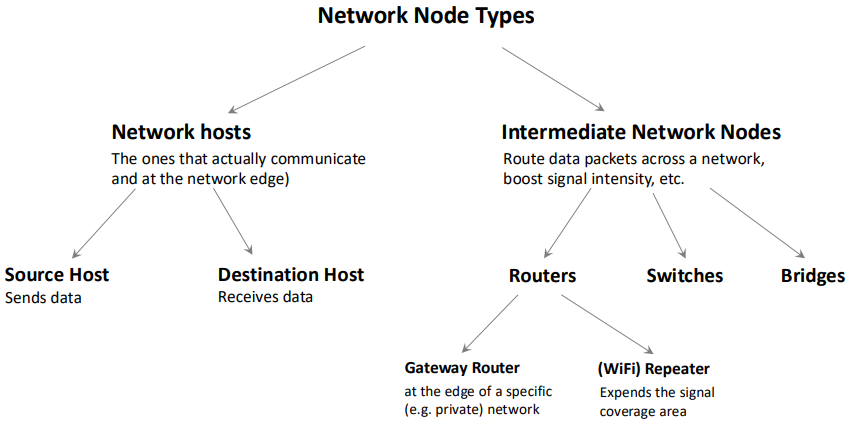 Network Node Types
Network hosts
The ones that actually communicate
and at the network edge)
Intermediate Network Nodes
Route data packets across a network,
boost signal intensity, etc.
Source Host
Sends data
Destination Host
Receives data
Routers
Switches
Bridges
Gateway Router
at the edge of a specific
(e.g. private) network
(WiFi) Repeater
Expends the signal
coverage area